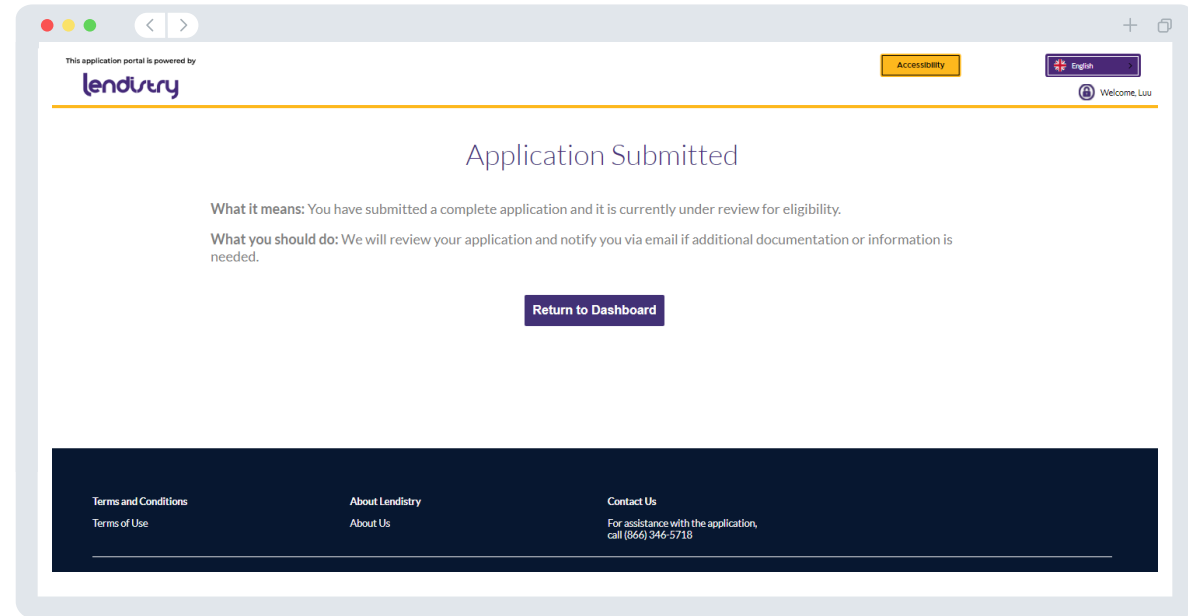 This application portal is powered by
lendistry
Accessibility
English
Welcome, Luu
Application Submitted
What it means: You have submitted a complete application and it is currently under review for eligibility.
What you should do: We will review your application and notify you via email if additional documentation or information is
needed.
Return to Dashboard
Terms and Conditions
About Lendistry
Contact Us
Terms of Use
About Us
For assistance with the application,
call (866) 346-5718